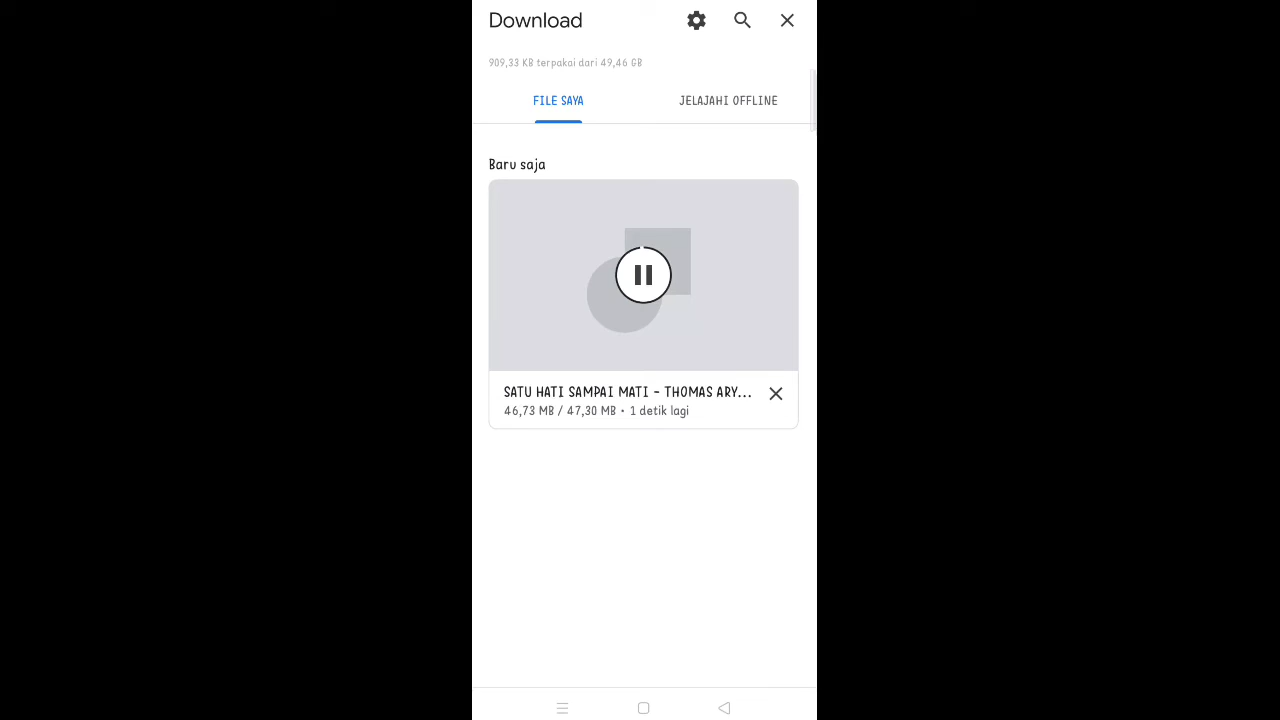 Download
909,33 KB terpakai dari 49,46 GB
FILE SAYA
JELAJAHI OFFLINE
Baru saja
SATU HATI SAMPAI MATI - THOMAS ARY...
46,73 MB / 47,30 MB • 1 detik lagi